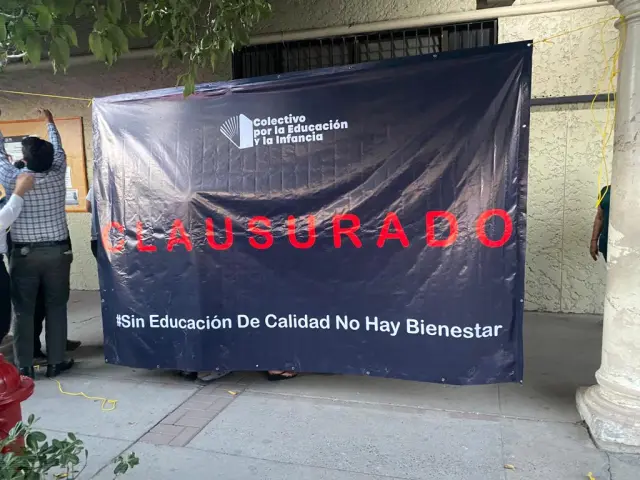 Colectivo
por la Educación
Y la Infancia
CLAUSURADO
#Sin Educación De Calidad No Hay Bienestar